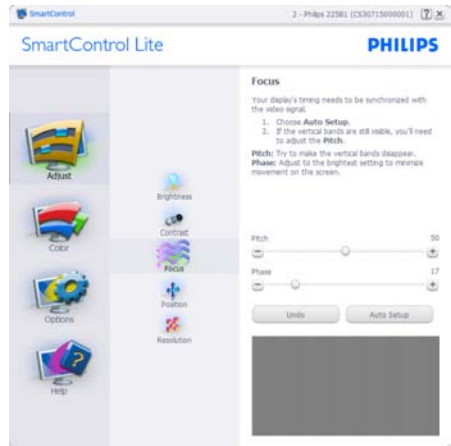 SmartControl
2 - Philips 225B1 (CS30715000001)
SmartControl Lite
PHILIPS
Adjust
Color
Options
Help
Brightness
Contrast
Focus
Position
Resolution
Focus
Your display's timing needs to be synchronized with
the video signal.
1. Choose Auto Setup.
2. If the vertical bands are still visible, you'll need
to adjust the Pitch.
Pitch: Try to make the vertical bands disappear.
Phase: Adjust to the brightest setting to minimize
movement on the screen.
Pitch 50
Phase 17
Undo
Auto Setup